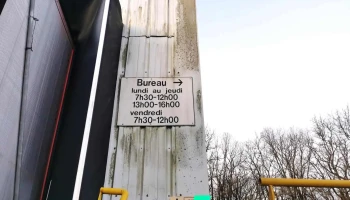 Bureau →
lundi au jeudi
7h30-12h00
13h00-16h00
vendredi
7h30-12h00